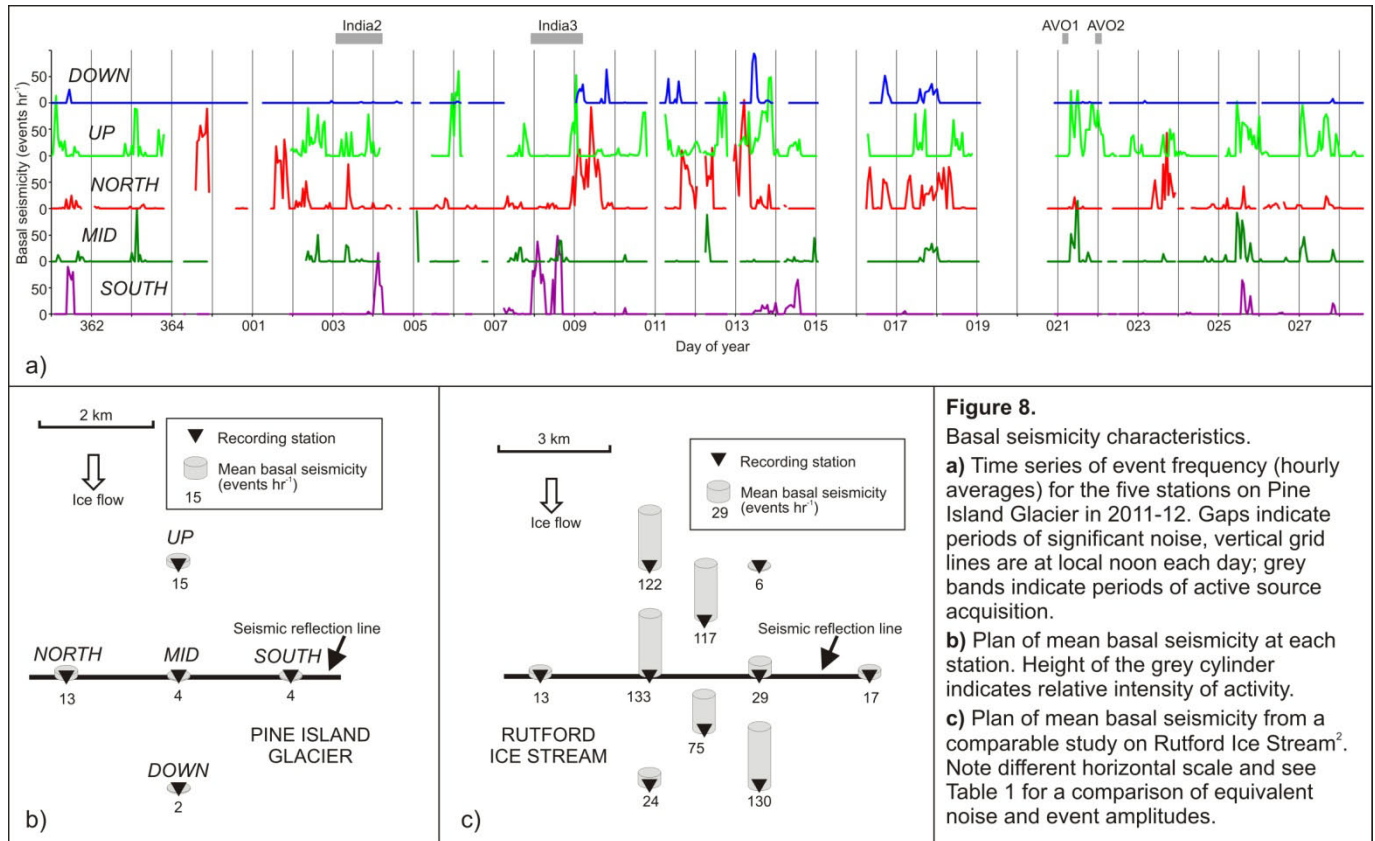 India2 India3 AVO1 AVO2
DOWN
UP
NORTH
MID
SOUTH
Basal seismicity (events hr⁻¹)
50
0
50
0
50
0
50
0
50
0
362 364 001 003 005 007 009 011 013 015 017 019 021 023 025 027
Day of year
a)
2 km
Ice flow
Recording station
Mean basal seismicity
(events hr⁻¹)
15
UP
15
Seismic reflection line
NORTH MID SOUTH
13 4 4
PINE ISLAND
GLACIER
DOWN
2
b)
3 km
Ice flow
Recording station
Mean basal seismicity
(events hr⁻¹)
29
122 6
117
Seismic reflection line
13 133 29 17
RUTFORD
ICE STREAM
75
24 130
c)
Figure 8.
Basal seismicity characteristics.
a) Time series of event frequency (hourly
averages) for the five stations on Pine
Island Glacier in 2011-12. Gaps indicate
periods of significant noise, vertical grid
lines are at local noon each day; grey
bands indicate periods of active source
acquisition.
b) Plan of mean basal seismicity at each
station. Height of the grey cylinder
indicates relative intensity of activity.
c) Plan of mean basal seismicity from a
comparable study on Rutford Ice Stream².
Note different horizontal scale and see
Table 1 for a comparison of equivalent
noise and event amplitudes.